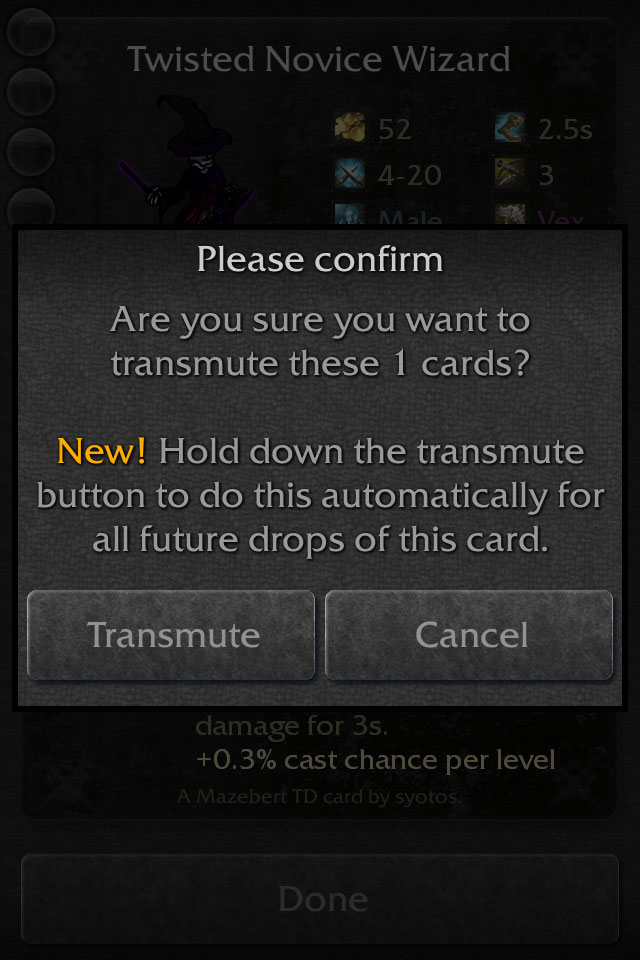 Twisted Novice Wizard
52 2.5s
4-20 3
Male Vex
Please confirm
Are you sure you want to
transmute these 1 cards?
New! Hold down the transmute
button to do this automatically for
all future drops of this card.
Transmute Cancel
damage for 3s.
+0.3% cast chance per level
A Mazebert TD card by syotos.
Done